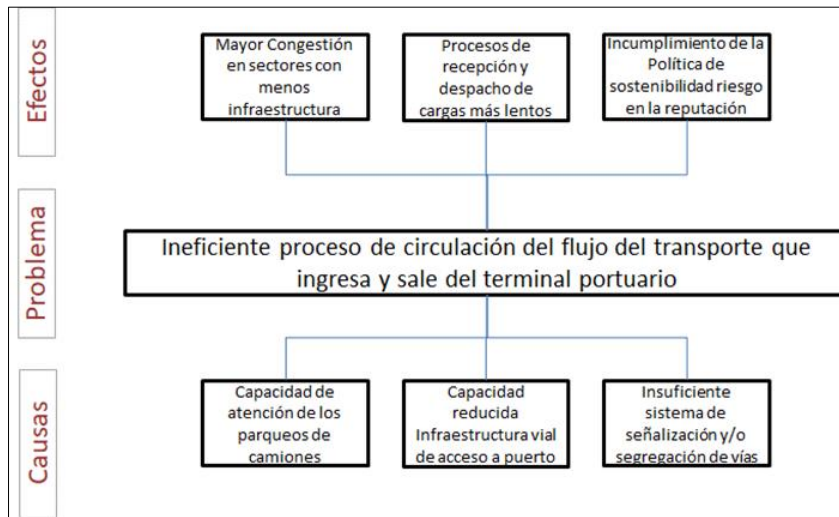 Efectos
Mayor Congestión
en sectores con
menos
infraestructura
Procesos de
recepción y
despacho de
cargas más lentos
Incumplimiento de la
Política de
sostenibilidad riesgo
en la reputación
Problema
Ineficiente proceso de circulación del flujo del transporte que
ingresa y sale del terminal portuario
Causas
Capacidad de
atención de los
parqueos de
camiones
Capacidad
reducida
Infraestructura vial
de acceso a puerto
Insuficiente
sistema de
señalización y/o
segregación de vías